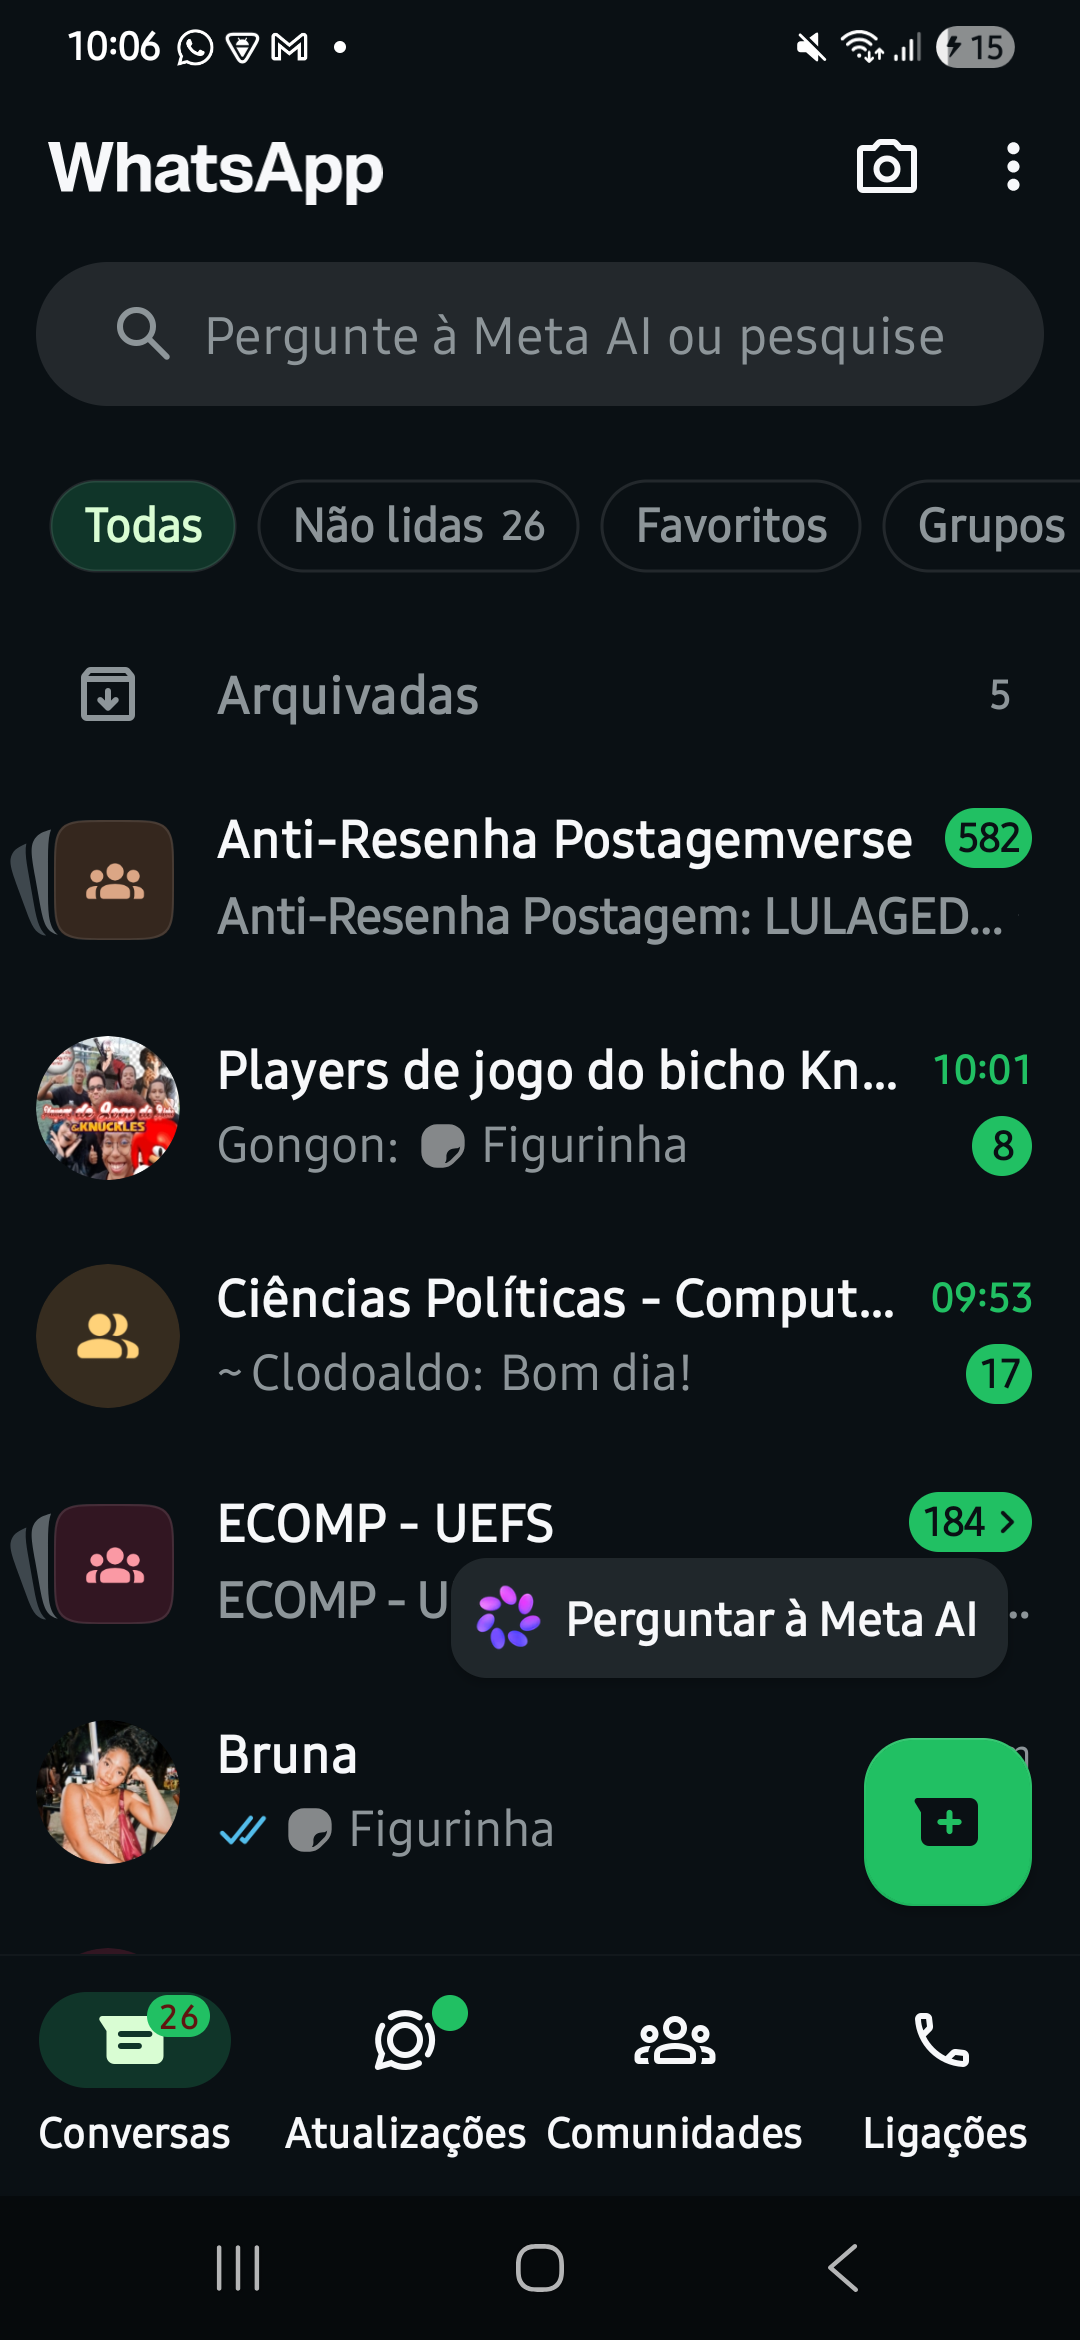 10:06
15
WhatsApp
Pergunte à Meta AI ou pesquise
Todas
Não lidas 26
Favoritos
Grupos
Arquivadas
5
Anti-Resenha Postagemverse
582
Anti-Resenha Postagem: LULAGED...
Players de jogo do bicho Kn...
10:01
Gongon: Figurinha
8
&KNUCKLES
Ciências Políticas - Comput...
09:53
~ Clodoaldo: Bom dia!
17
ECOMP - UEFS
184 >
ECOMP - U
..
Perguntar à Meta AI
Bruna
Figurinha
26
Conversas
Atualizações
Comunidades
Ligações